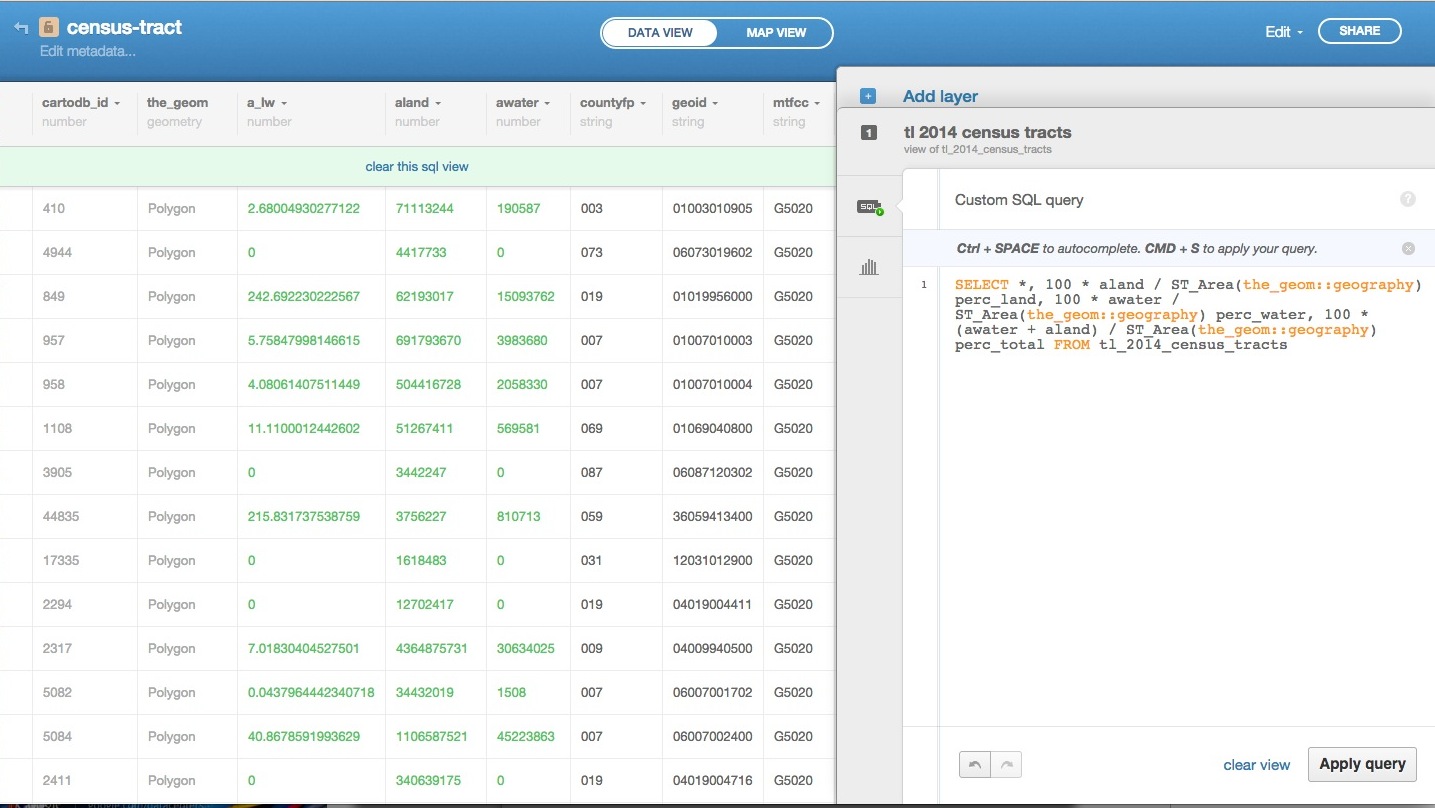 census-tract
Edit metadata...
DATA VIEW MAP VIEW
Edit SHARE
cartodb_id the_geom a_lw aland awater countyfp geoid mtfcc
number geometry number number number string string string
clear this sql view
410 Polygon 2.68004930277122 71113244 190587 003 01003010905 G5020
4944 Polygon 0 4417733 0 073 06073019602 G5020
849 Polygon 242.692230222567 62193017 15093762 019 01019956000 G5020
957 Polygon 5.75847998146615 691793670 3983680 007 01007010003 G5020
958 Polygon 4.08061407511449 504416728 2058330 007 01007010004 G5020
1108 Polygon 11.1100012442602 51267411 569581 069 01069040800 G5020
3905 Polygon 0 3442247 0 087 06087120302 G5020
44835 Polygon 215.831737538759 3756227 810713 059 36059413400 G5020
17335 Polygon 0 1618483 0 031 12031012900 G5020
2294 Polygon 0 12702417 0 019 04019004411 G5020
2317 Polygon 7.01830404527501 4364875731 30634025 009 04009940500 G5020
5082 Polygon 0.0437964442340718 34432019 1508 007 06007001702 G5020
5084 Polygon 40.8678591993629 1106587521 45223863 007 06007002400 G5020
2411 Polygon 0 340639175 0 019 04019004716 G5020
+ Add layer
1 tl 2014 census tracts
view of tl_2014_census_tracts
SQL
Custom SQL query ?
Ctrl + SPACE to autocomplete. CMD + S to apply your query.
1 SELECT *, 100 * aland / ST_Area(the_geom::geography)
perc_land, 100 * awater /
ST_Area(the_geom::geography) perc_water, 100 *
(awater + aland) / ST_Area(the_geom::geography)
perc_total FROM tl_2014_census_tracts
clear view Apply query